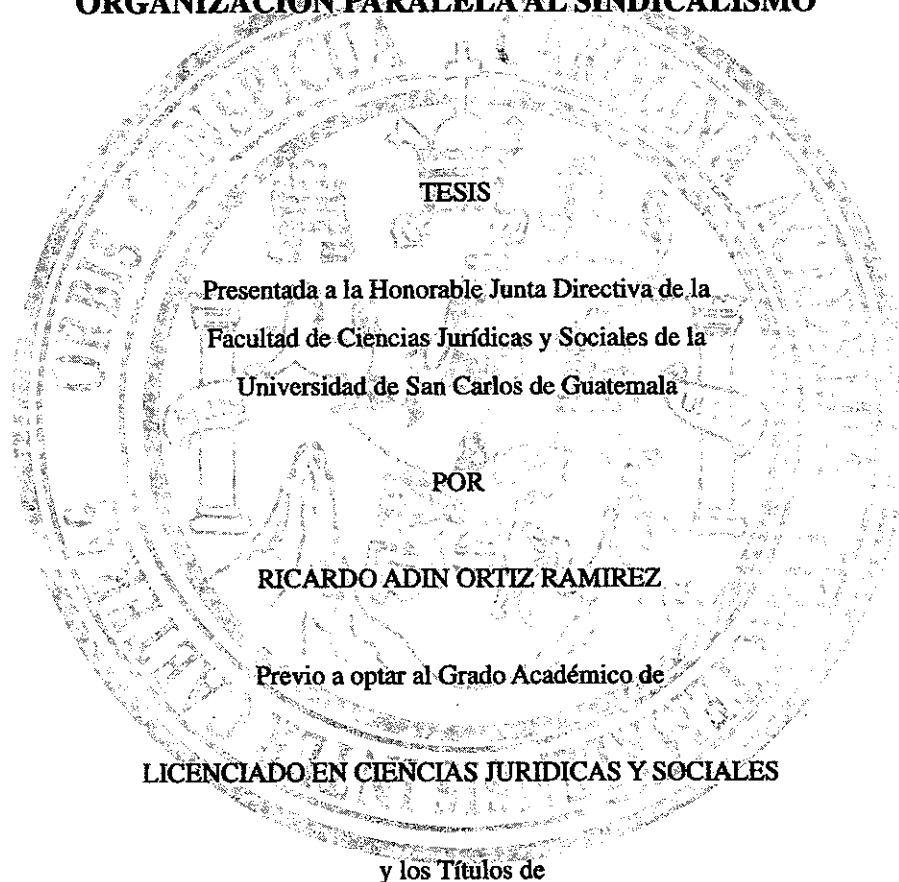 ORGANIZACIÓN PARALELA AL SINDICALISMO
TESIS
Presentada a la Honorable Junta Directiva de la
Facultad de Ciencias Jurídicas y Sociales de la
Universidad de San Carlos de Guatemala
POR
RICARDO ADIN ORTIZ RAMIREZ
Previo a optar al Grado Académico de
LICENCIADO EN CIENCIAS JURIDICAS Y SOCIALES
y los Títulos de